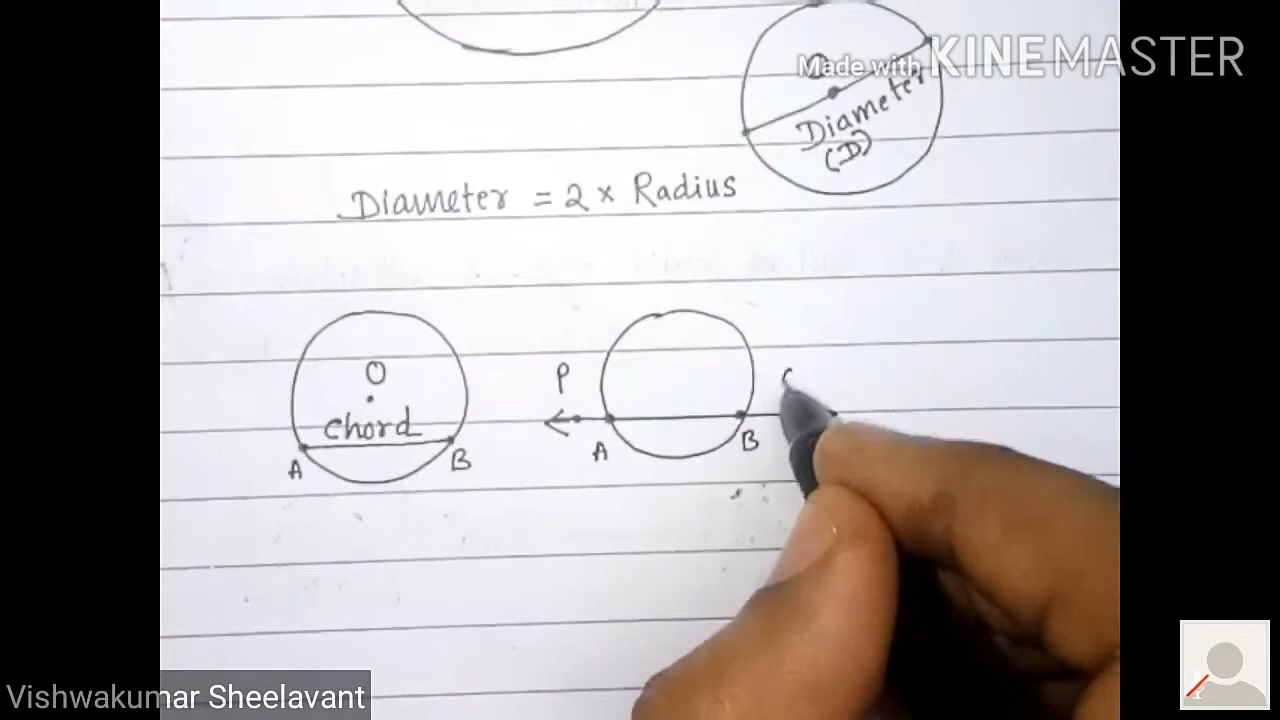 Made with KINEMASTER
O
Diameter
(D)
Diameter = 2 × Radius
O
chord
A B
P
A B
Vishwakumar Sheelavant